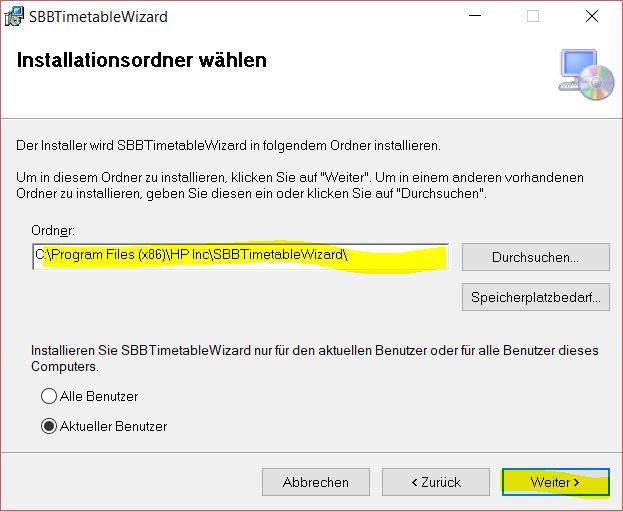 SBBTimetableWizard
Installationsordner wählen
Der Installer wird SBBTimetableWizard in folgendem Ordner installieren.
Um in diesem Ordner zu installieren, klicken Sie auf "Weiter". Um in einem anderen vorhandenen
Ordner zu installieren, geben Sie diesen ein oder klicken Sie auf "Durchsuchen".
Ordner:
C:\Program Files (x86)\HP Inc\SBBTimetableWizard\
Durchsuchen...
Speicherplatzbedarf...
Installieren Sie SBBTimetableWizard nur für den aktuellen Benutzer oder für alle Benutzer dieses
Computers.
Alle Benutzer
Aktueller Benutzer
Abbrechen < Zurück Weiter >